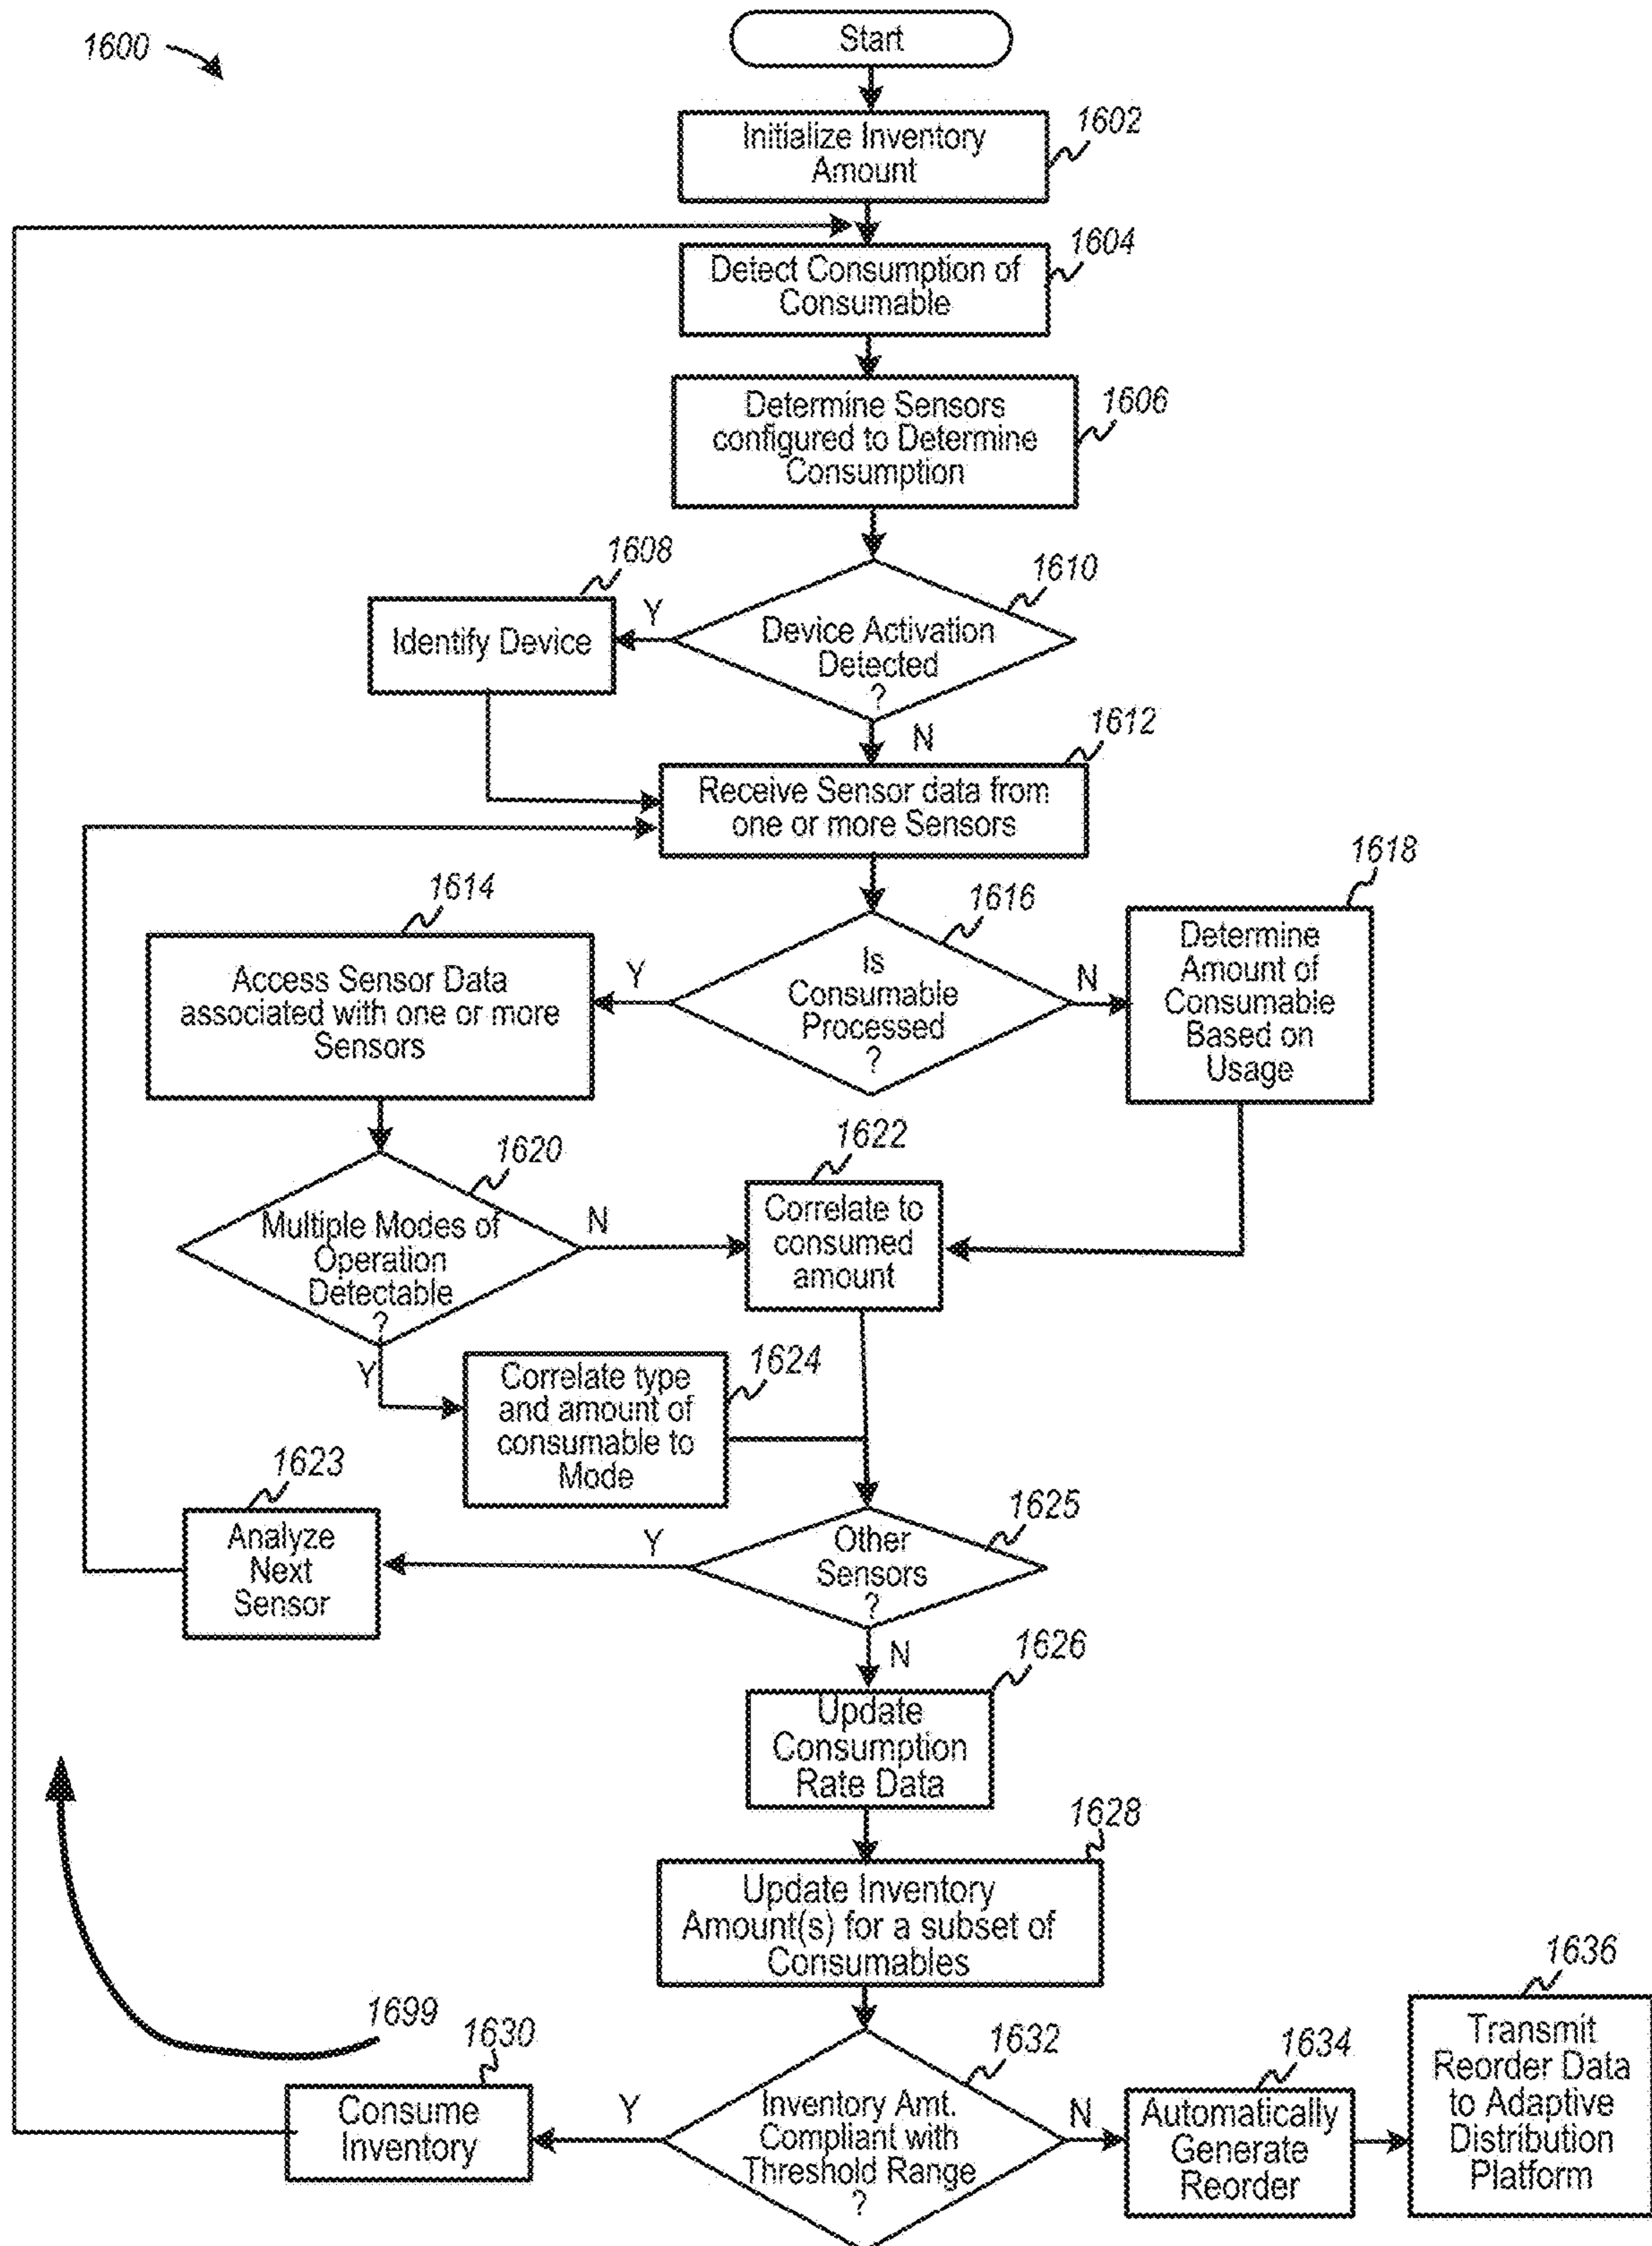 1600
Start
1602
Initialize Inventory
Amount
1604
Detect Consumption of
Consumable
1606
Determine Sensors
configured to Determine
Consumption
1608
Identify Device
Y
1610
Device Activation
Detected
?
N
1612
Receive Sensor data from
one or more Sensors
1614
Access Sensor Data
associated with one or more
Sensors
Y
1616
Is
Consumable
Processed
?
N
1618
Determine
Amount of
Consumable
Based on
Usage
1620
Multiple Modes of
Operation
Detectable
?
N
Y
1622
Correlate to
consumed
amount
1624
Correlate type
and amount of
consumable to
Mode
1623
Analyze
Next
Sensor
Y
1625
Other
Sensors
?
N
1626
Update
Consumption
Rate Data
1628
Update Inventory
Amount(s) for a subset of
Consumables
1699
1630
Consume
Inventory
Y
1632
Inventory Amt.
Compliant with
Threshold Range
?
N
1634
Automatically
Generate
Reorder
1636
Transmit
Reorder Data
to Adaptive
Distribution
Platform